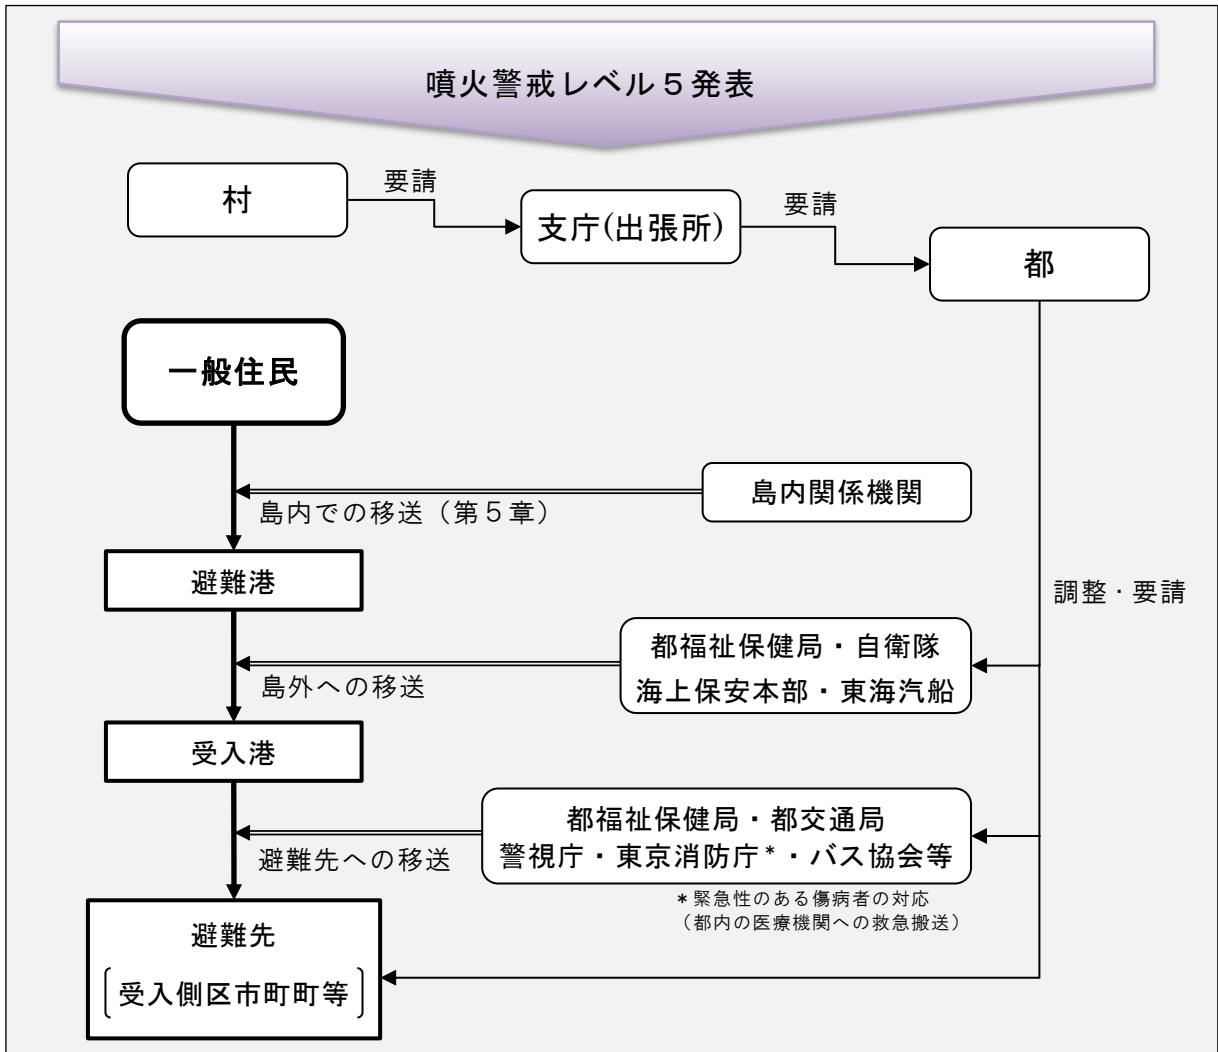 噴火警戒レベル５発表
村
要請
支庁(出張所)
要請
都
一般住民
島内関係機関
島内での移送（第５章）
避難港
調整・要請
都福祉保健局・自衛隊
海上保安本部・東海汽船
島外への移送
受入港
都福祉保健局・都交通局
警視庁・東京消防庁*・バス協会等
避難先への移送
*緊急性のある傷病者の対応
（都内の医療機関への救急搬送）
避難先
〔受入側区市町町等〕